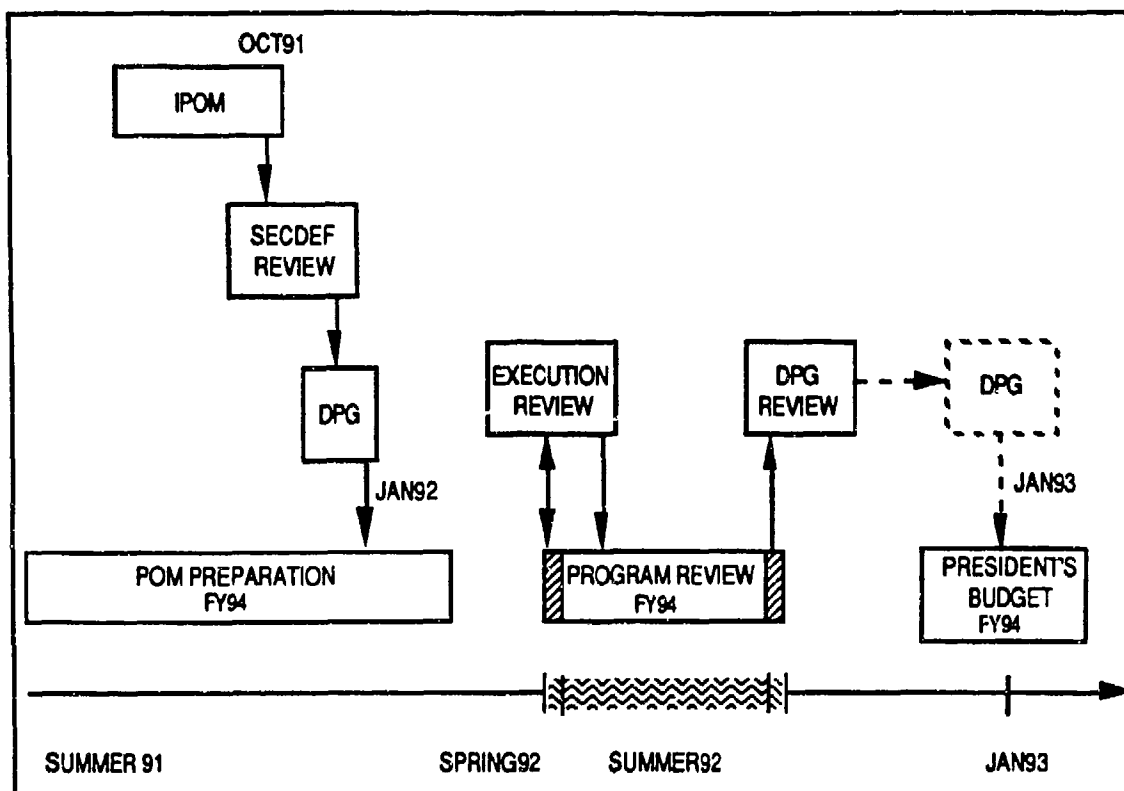 OCT91
IPOM
SECDEF
REVIEW
DPG
JAN92
POM PREPARATION
FY94
EXECUTION
REVIEW
PROGRAM REVIEW
FY94
DPG
REVIEW
DPG
JAN93
PRESIDENT'S
BUDGET
FY94
SUMMER 91
SPRING92
SUMMER92
JAN93